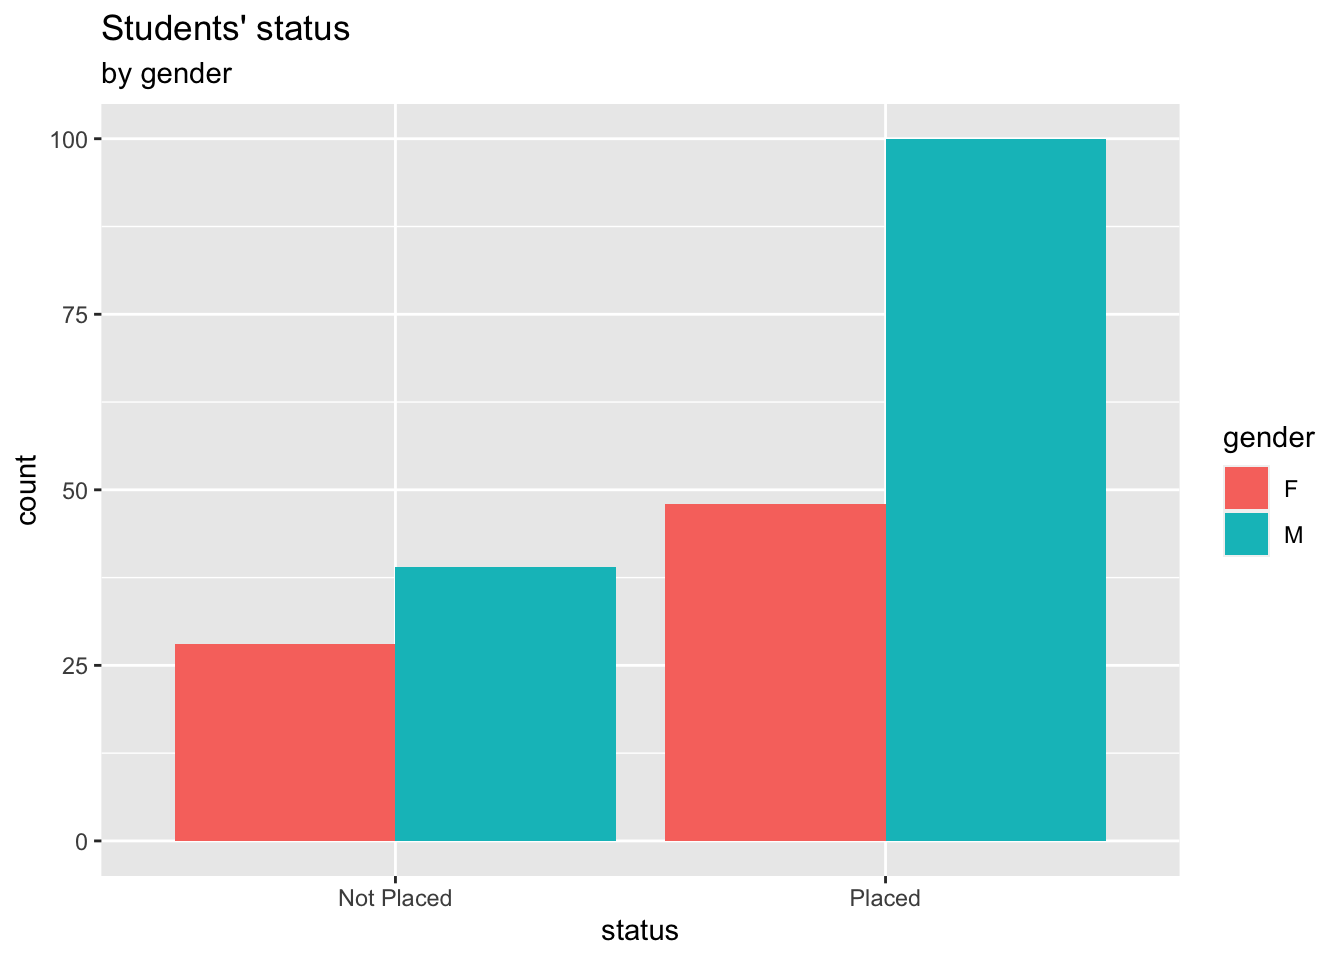 Students' status
by gender
100
75
50
25
0
count
Not Placed
Placed
status
gender
F
M